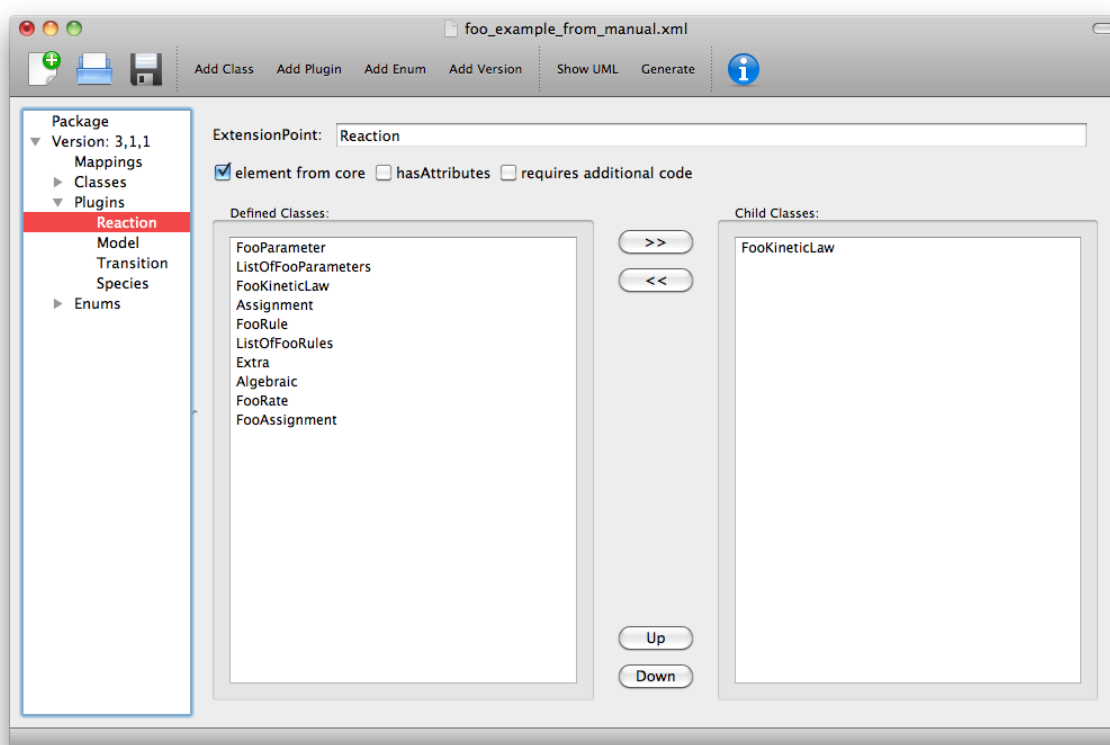 foo_example_from_manual.xml
Add Class Add Plugin Add Enum Add Version Show UML Generate
Package
Version: 3,1,1
Mappings
Classes
Plugins
Reaction
Model
Transition
Species
Enums
ExtensionPoint: Reaction
element from core hasAttributes requires additional code
Defined Classes:
FooParameter
ListOfFooParameters
FooKineticLaw
Assignment
FooRule
ListOfFooRules
Extra
Algebraic
FooRate
FooAssignment
>>
<<
Up
Down
Child Classes:
FooKineticLaw